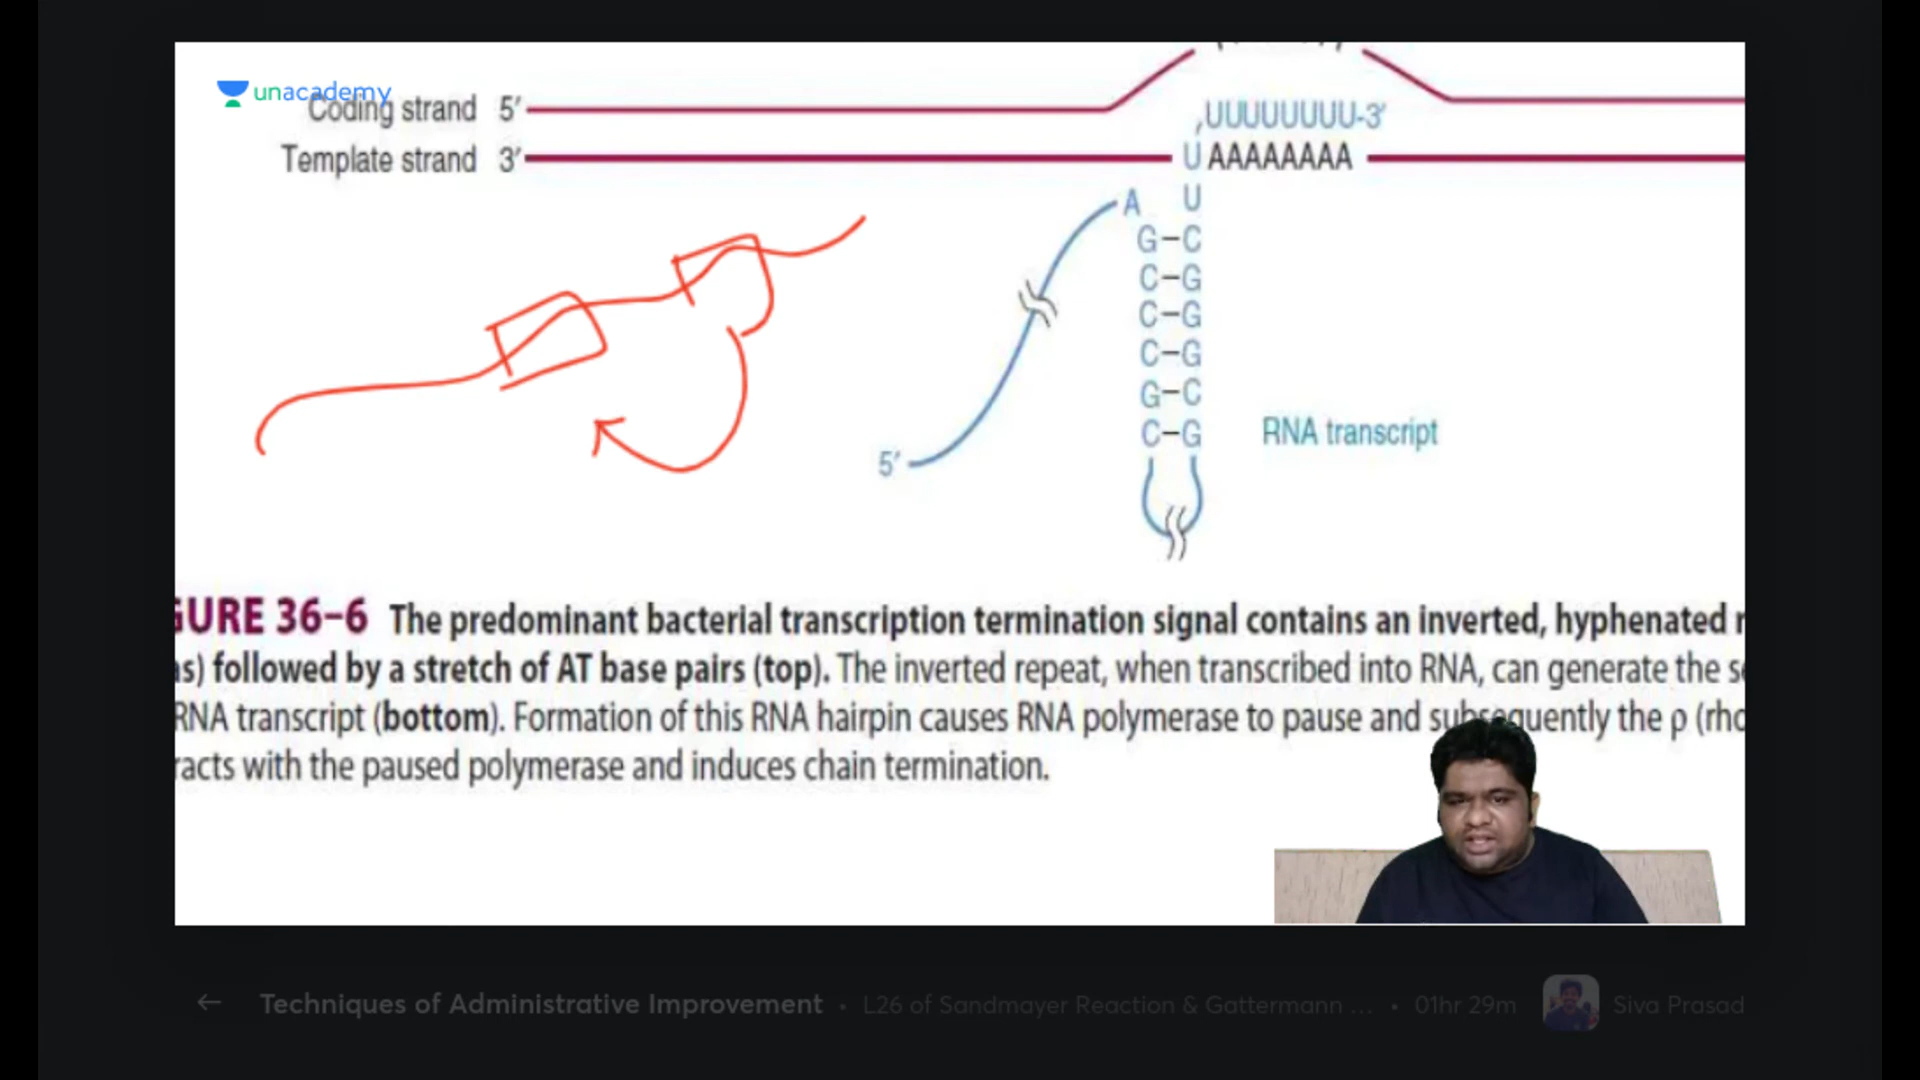 unacademy
Coding strand 5′
UUUUUUUU-3′
Template strand 3′ U AAAAAAAA
A U
G–C
C–G
C–G
C–G
G–C
C–G
RNA transcript
5′
GURE 36–6 The predominant bacterial transcription termination signal contains an inverted, hyphenated r
as) followed by a stretch of AT base pairs (top). The inverted repeat, when transcribed into RNA, can generate the s
RNA transcript (bottom). Formation of this RNA hairpin causes RNA polymerase to pause and subsequently the ρ (rho
racts with the paused polymerase and induces chain termination.
← Techniques of Administrative Improvement • L26 of Sandmayer Reaction & Gattermann ... • 01hr 29m Siva Prasad